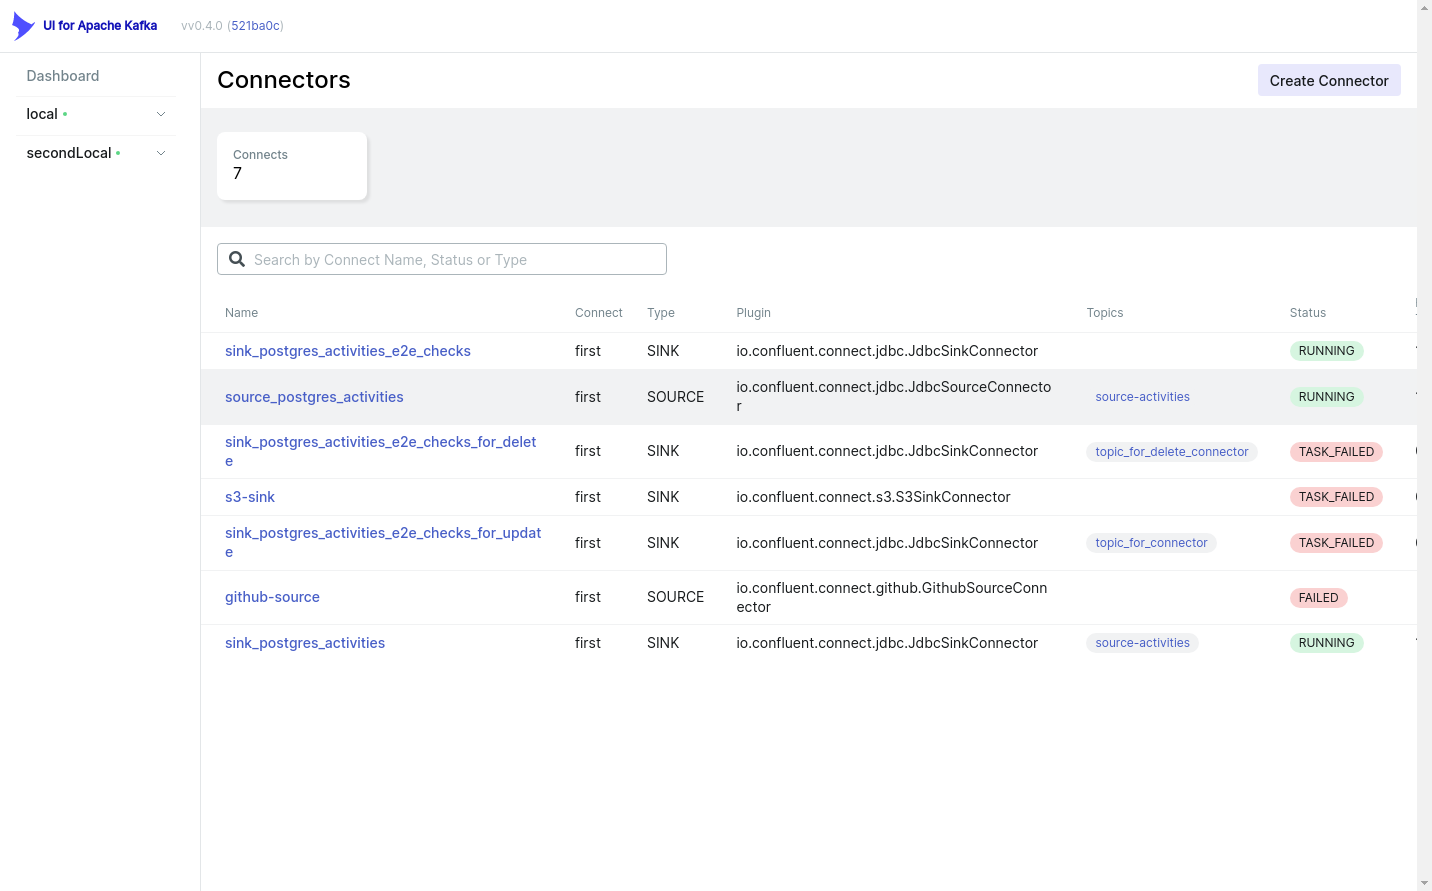 UI for Apache Kafka vv0.4.0 (521ba0c)
Dashboard
local
secondLocal
Connectors
Create Connector
Connects
7
Search by Connect Name, Status or Type
Name Connect Type Plugin Topics Status
sink_postgres_activities_e2e_checks first SINK io.confluent.connect.jdbc.JdbcSinkConnector RUNNING
source_postgres_activities first SOURCE io.confluent.connect.jdbc.JdbcSourceConnecto
r source-activities RUNNING
sink_postgres_activities_e2e_checks_for_delet
e first SINK io.confluent.connect.jdbc.JdbcSinkConnector topic_for_delete_connector TASK_FAILED
s3-sink first SINK io.confluent.connect.s3.S3SinkConnector TASK_FAILED
sink_postgres_activities_e2e_checks_for_updat
e first SINK io.confluent.connect.jdbc.JdbcSinkConnector topic_for_connector TASK_FAILED
github-source first SOURCE io.confluent.connect.github.GithubSourceConn
ector FAILED
sink_postgres_activities first SINK io.confluent.connect.jdbc.JdbcSinkConnector source-activities RUNNING